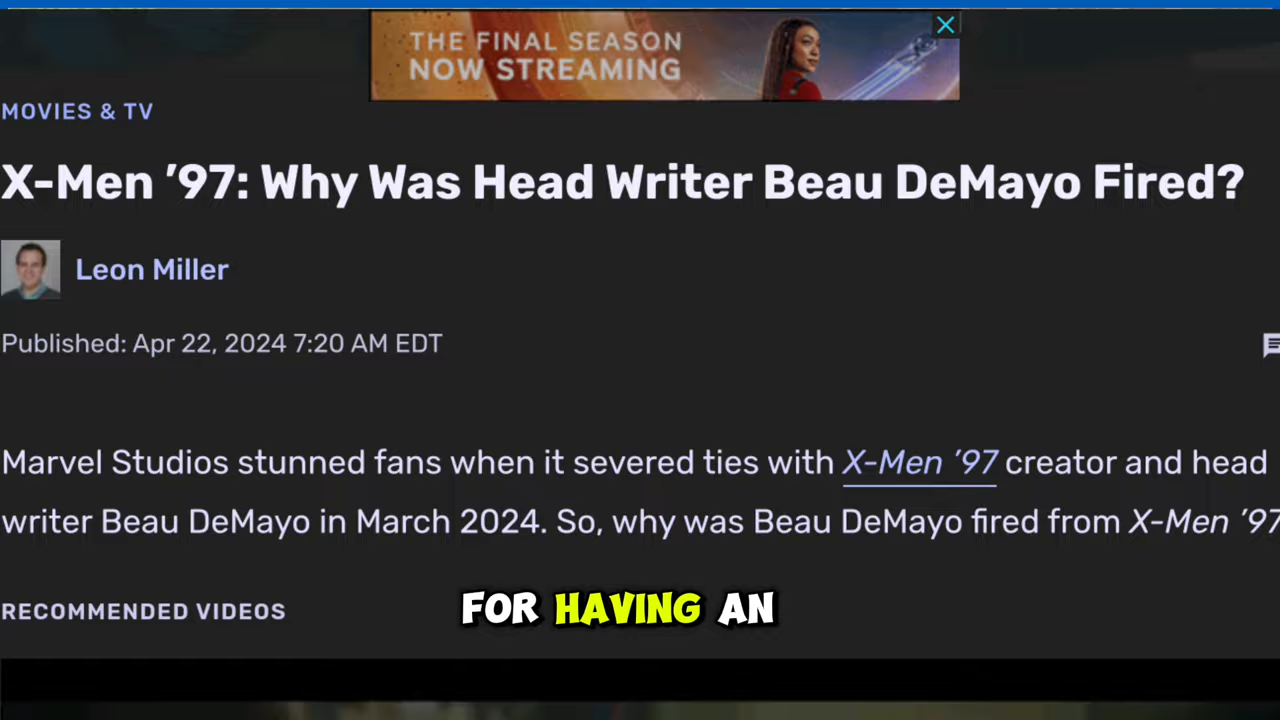 THE FINAL SEASON
NOW STREAMING
MOVIES & TV
X-Men ’97: Why Was Head Writer Beau DeMayo Fired?
Leon Miller
Published: Apr 22, 2024 7:20 AM EDT
Marvel Studios stunned fans when it severed ties with X-Men ’97 creator and head
writer Beau DeMayo in March 2024. So, why was Beau DeMayo fired from X-Men ’97
RECOMMENDED VIDEOS
FOR HAVING AN